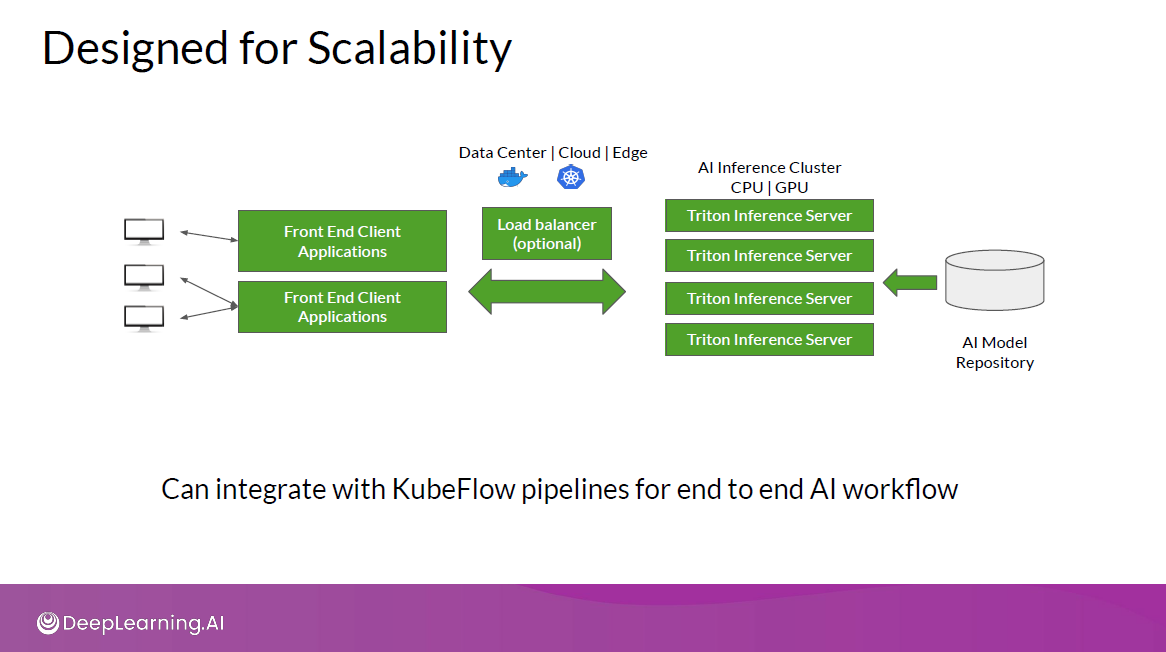 Designed for Scalability
Data Center | Cloud | Edge
AI Inference Cluster
CPU | GPU
Front End Client
Applications
Load balancer
(optional)
Triton Inference Server
Triton Inference Server
Front End Client
Applications
Triton Inference Server
Triton Inference Server
AI Model
Repository
Can integrate with KubeFlow pipelines for end to end AI workflow
DeepLearning.AI